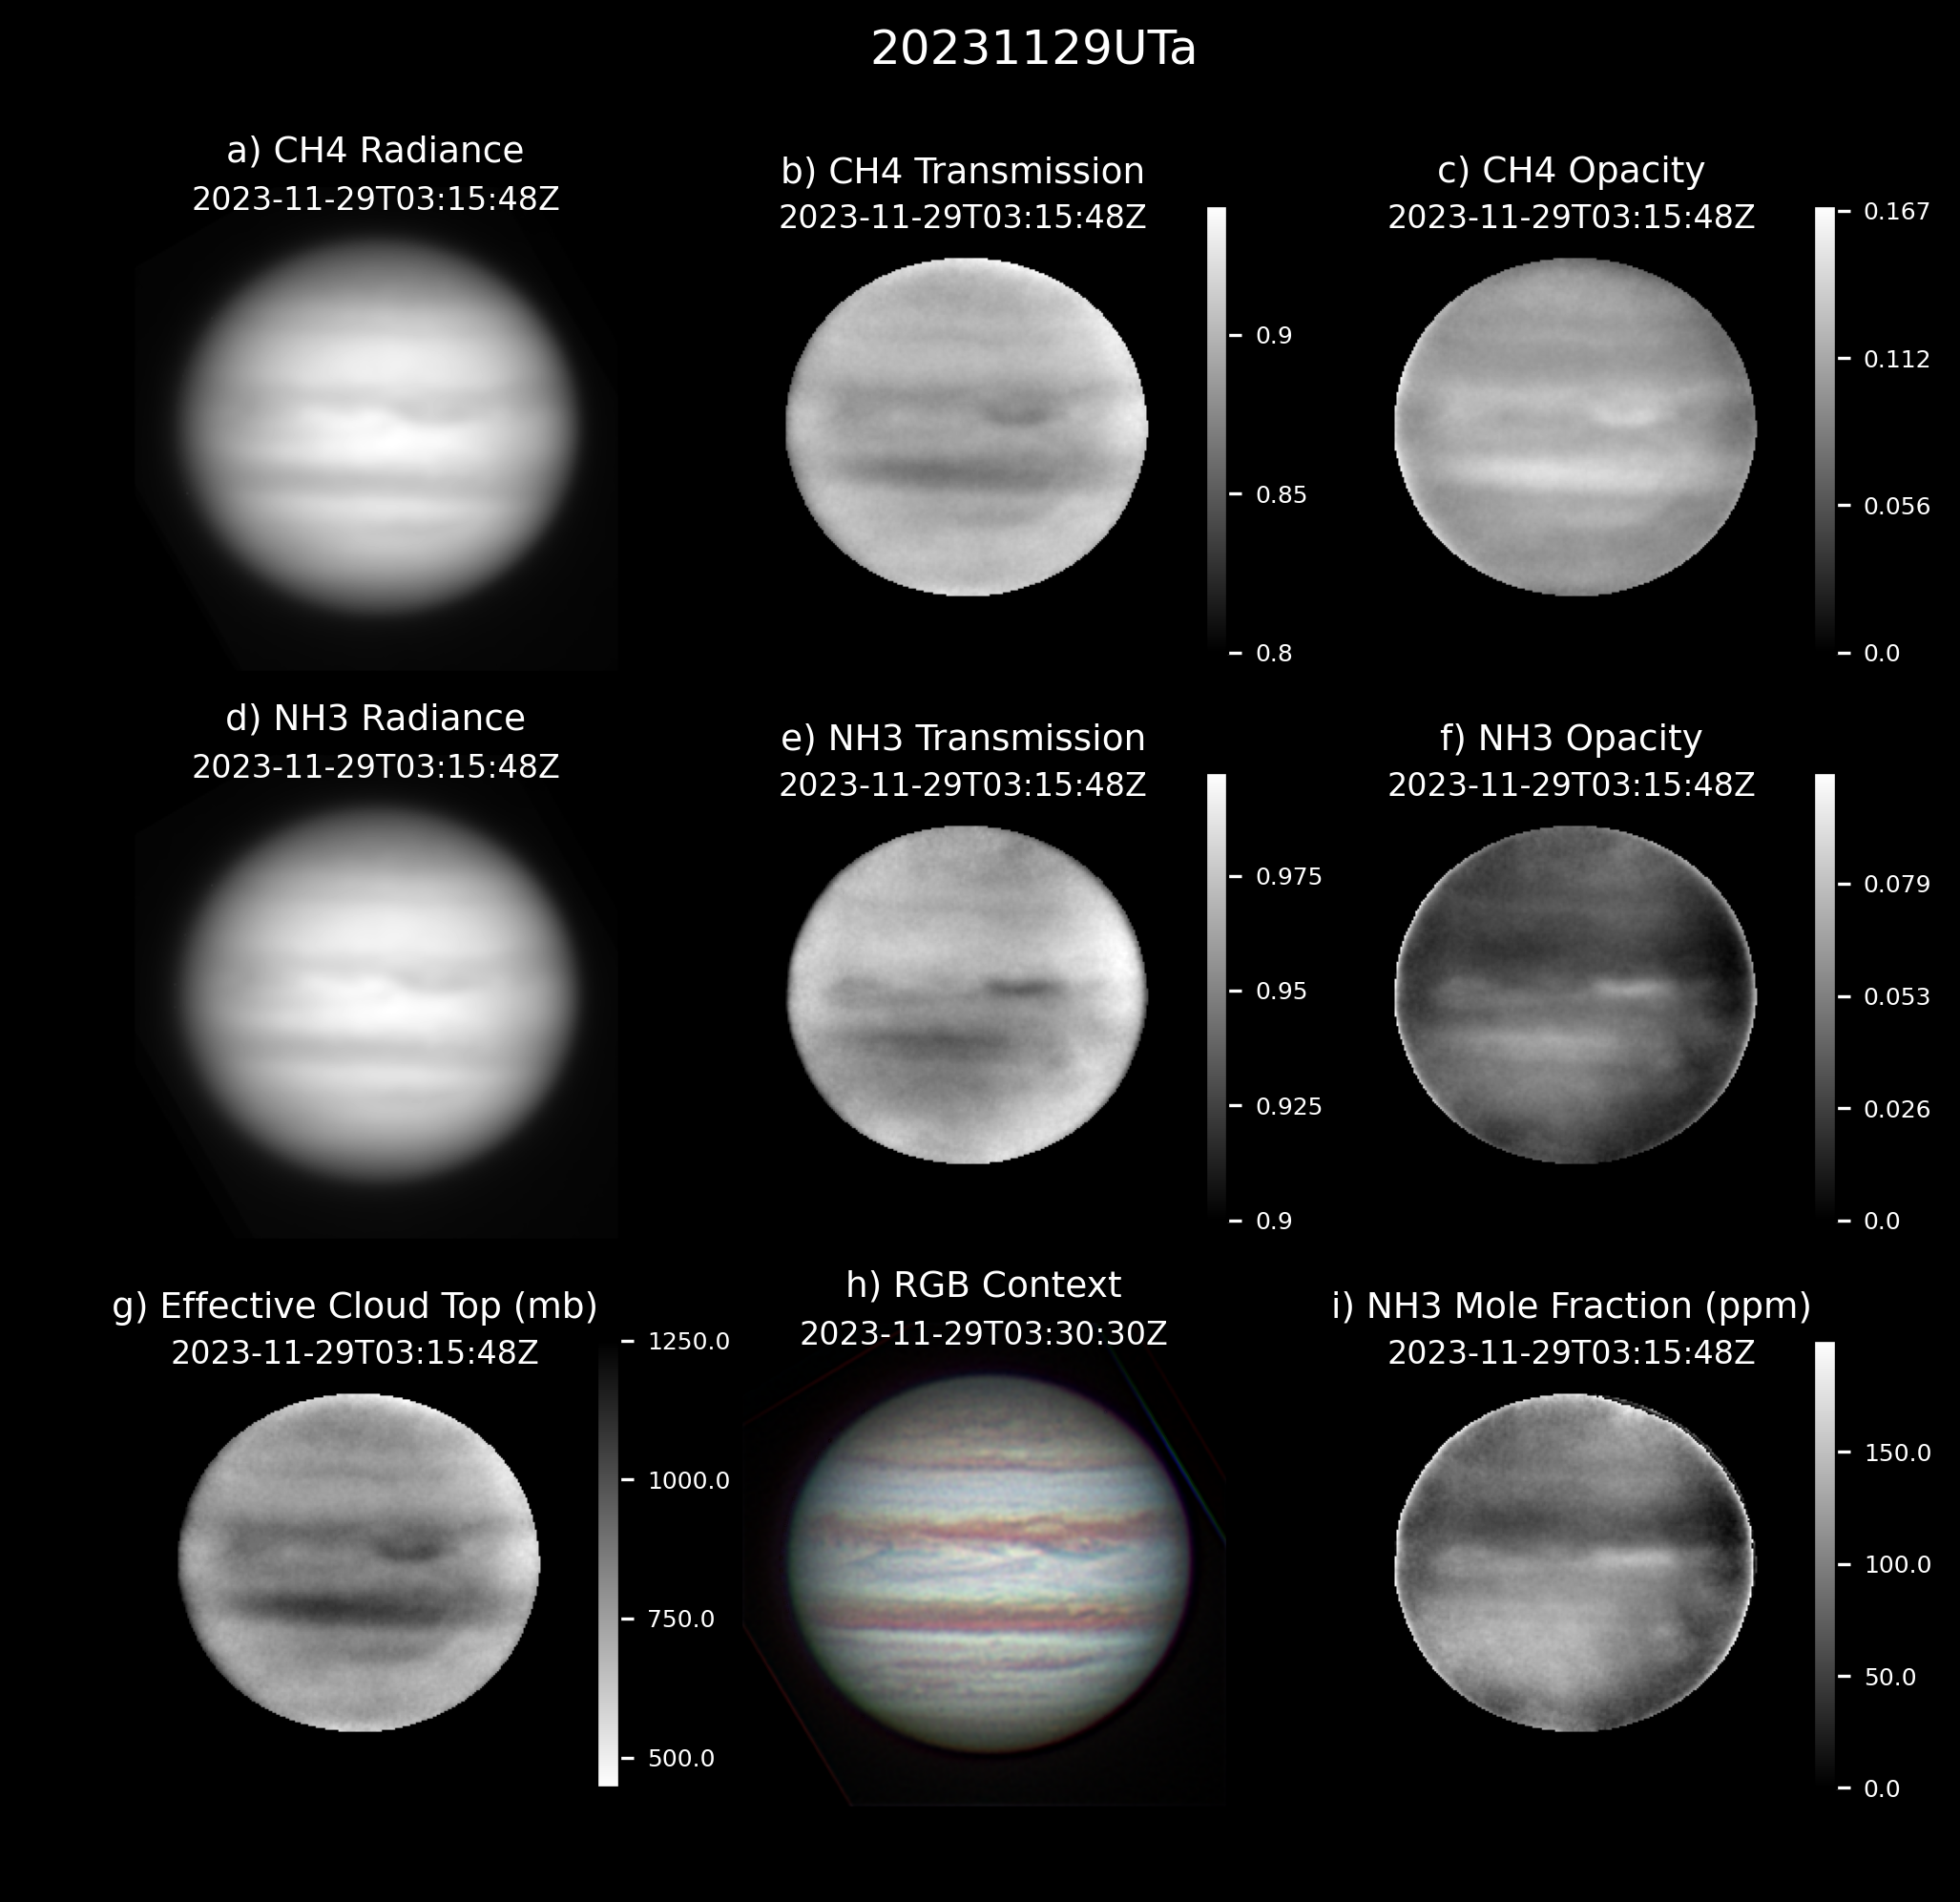 20231129UTa
a) CH4 Radiance
2023-11-29T03:15:48Z
b) CH4 Transmission
2023-11-29T03:15:48Z
0.9
0.85
0.8
c) CH4 Opacity
2023-11-29T03:15:48Z
0.167
0.112
0.056
0.0
d) NH3 Radiance
2023-11-29T03:15:48Z
e) NH3 Transmission
2023-11-29T03:15:48Z
0.975
0.95
0.925
0.9
f) NH3 Opacity
2023-11-29T03:15:48Z
0.079
0.053
0.026
0.0
g) Effective Cloud Top (mb)
2023-11-29T03:15:48Z
1250.0
1000.0
750.0
500.0
h) RGB Context
2023-11-29T03:30:30Z
i) NH3 Mole Fraction (ppm)
2023-11-29T03:15:48Z
150.0
100.0
50.0
0.0